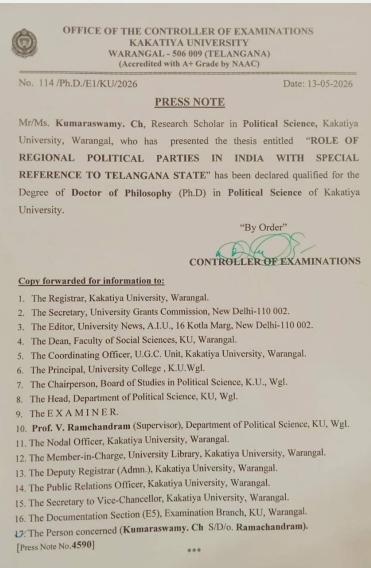 OFFICE OF THE CONTROLLER OF EXAMINATIONS
KAKATIYA UNIVERSITY
WARANGAL - 506 009 (TELANGANA)
(Accredited with A+ Grade by NAAC)
No. 114 /Ph.D./E1/KU/2026 Date: 13-05-2026
PRESS NOTE
Mr/Ms. Kumaraswamy. Ch, Research Scholar in Political Science, Kakatiya
University, Warangal, who has presented the thesis entitled "ROLE OF
REGIONAL POLITICAL PARTIES IN INDIA WITH SPECIAL
REFERENCE TO TELANGANA STATE" has been declared qualified for the
Degree of Doctor of Philosophy (Ph.D) in Political Science of Kakatiya
University.
"By Order"
CONTROLLER OF EXAMINATIONS
Copy forwarded for information to:
1. The Registrar, Kakatiya University, Warangal.
2. The Secretary, University Grants Commission, New Delhi-110 002.
3. The Editor, University News, A.I.U., 16 Kotla Marg, New Delhi-110 002.
4. The Dean, Faculty of Social Sciences, KU, Warangal.
5. The Coordinating Officer, U.G.C. Unit, Kakatiya University, Warangal.
6. The Principal, University College , K.U.Wgl.
7. The Chairperson, Board of Studies in Political Science, K.U., Wgl.
8. The Head, Department of Political Science, KU, Wgl.
9. The E X A M I N E R.
10. Prof. V. Ramchandram (Supervisor), Department of Political Science, KU, Wgl.
11. The Nodal Officer, Kakatiya University, Warangal.
12. The Member-in-Charge, University Library, Kakatiya University, Warangal.
13. The Deputy Registrar (Admn.), Kakatiya University, Warangal.
14. The Public Relations Officer, Kakatiya University, Warangal.
15. The Secretary to Vice-Chancellor, Kakatiya University, Warangal.
16. The Documentation Section (E5), Examination Branch, KU, Warangal.
17. The Person concerned (Kumaraswamy. Ch S/D/o. Ramachandram).
[Press Note No.4590]
***